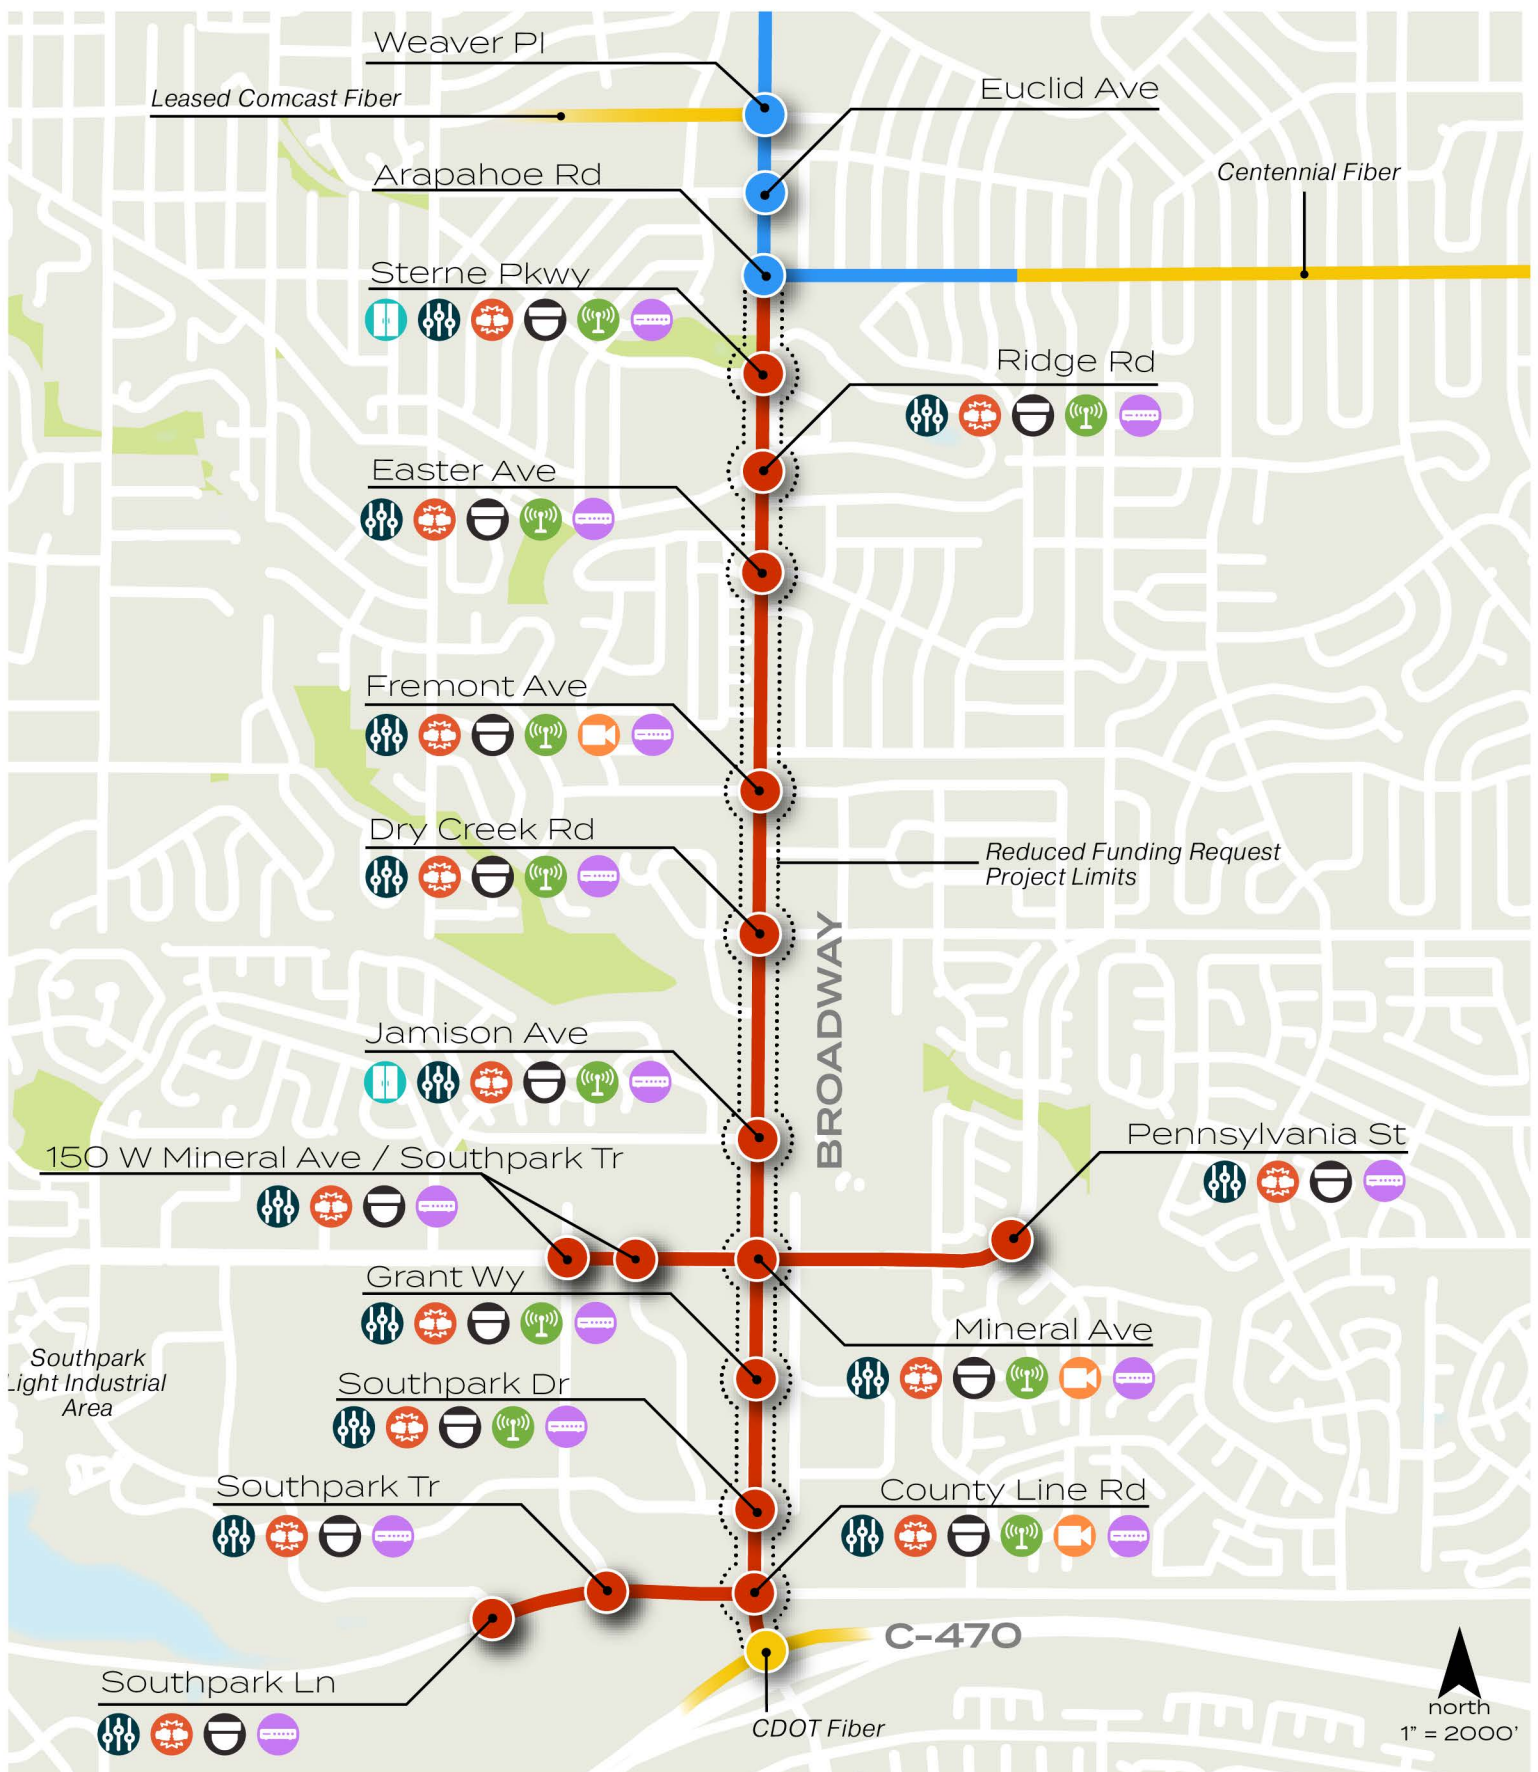 Weaver Pl
Leased Comcast Fiber
Euclid Ave
Arapahoe Rd
Centennial Fiber
Sterne Pkwy
Ridge Rd
Easter Ave
Fremont Ave
Dry Creek Rd
Reduced Funding Request
Project Limits
BROADWAY
Jamison Ave
Pennsylvania St
150 W Mineral Ave / Southpark Tr
Grant Wy
Mineral Ave
Southpark
Light Industrial
Area
Southpark Dr
Southpark Tr
County Line Rd
C-470
Southpark Ln
CDOT Fiber
north
1" = 2000'